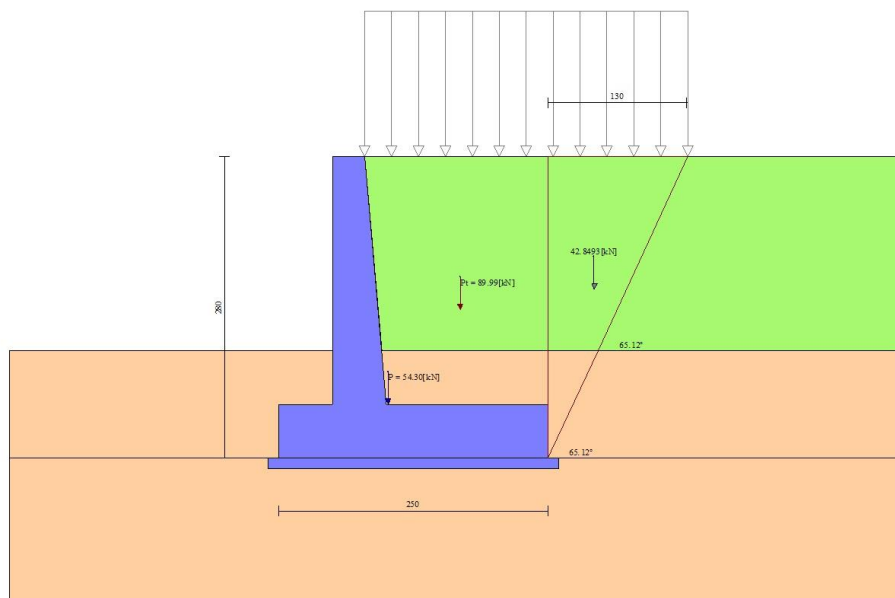 130
42.8493[kN]
Pt = 89.99[kN]
280
65.12°
P = 54.30[kN]
65.12°
250